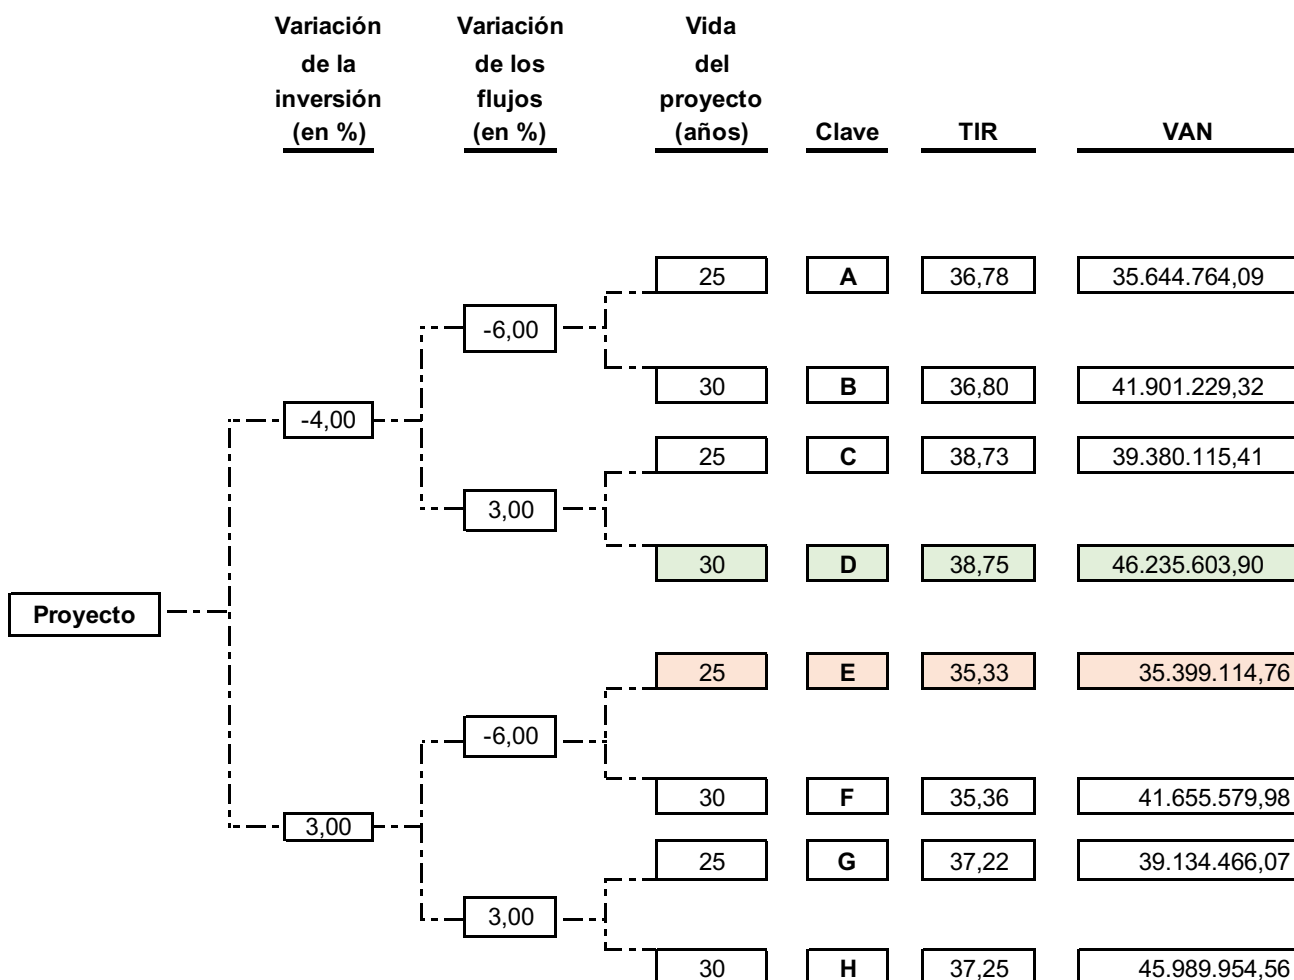 Variación Variación Vida
de la de los del
inversión flujos proyecto
(en %) (en %) (años) Clave TIR VAN
25 A 36,78 35.644.764,09
-6,00
30 B 36,80 41.901.229,32
-4,00
25 C 38,73 39.380.115,41
3,00
30 D 38,75 46.235.603,90
Proyecto
25 E 35,33 35.399.114,76
-6,00
30 F 35,36 41.655.579,98
3,00
25 G 37,22 39.134.466,07
3,00
30 H 37,25 45.989.954,56